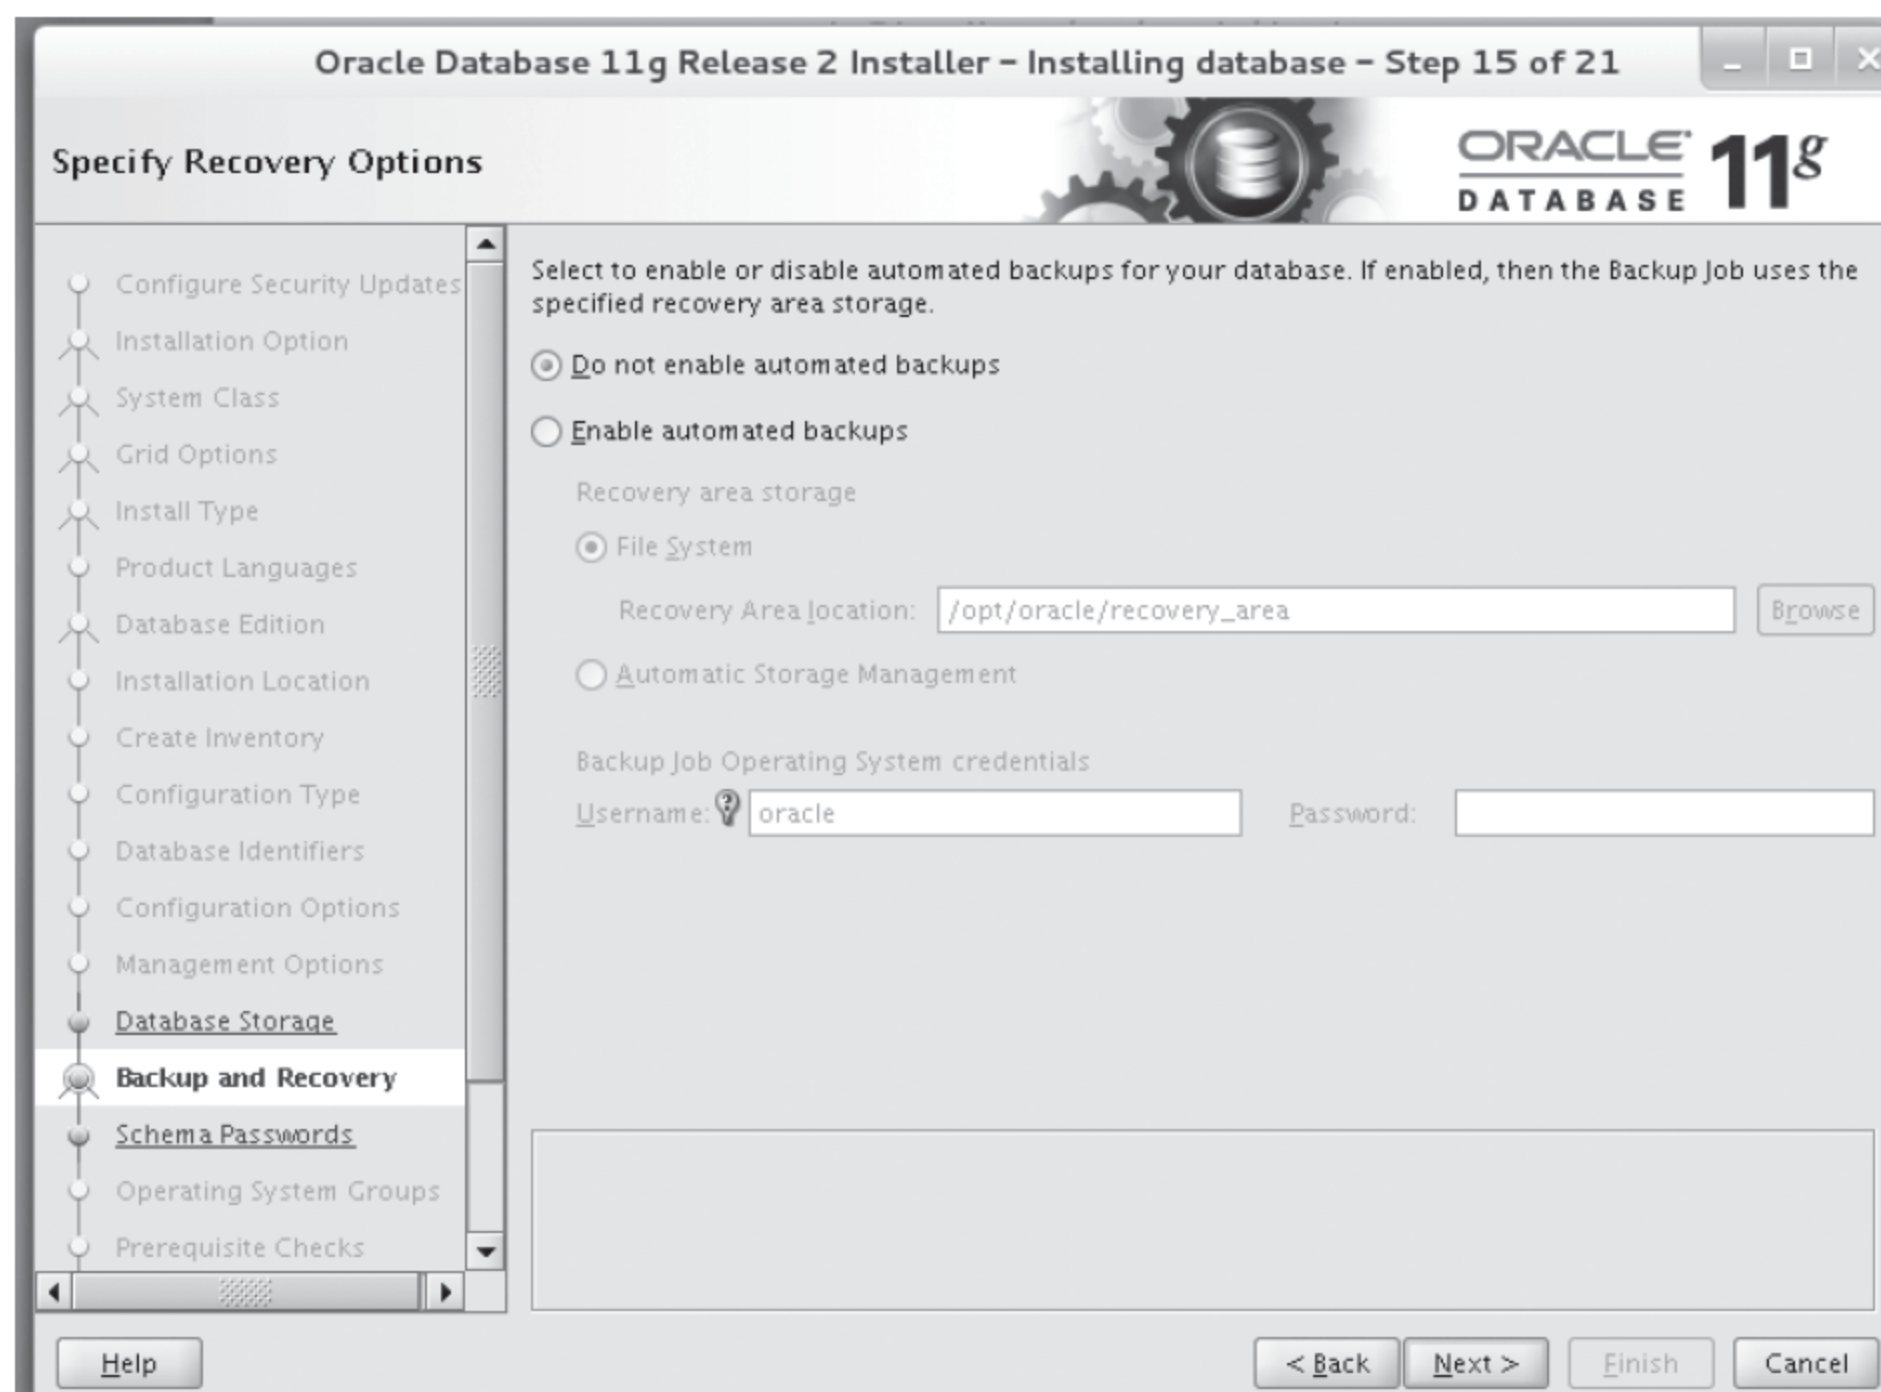 Oracle Database 11g Release 2 Installer – Installing database – Step 15 of 21
Specify Recovery Options
ORACLE
DATABASE
11g
Configure Security Updates
Installation Option
System Class
Grid Options
Install Type
Product Languages
Database Edition
Installation Location
Create Inventory
Configuration Type
Database Identifiers
Configuration Options
Management Options
Database Storage
Backup and Recovery
Schema Passwords
Operating System Groups
Prerequisite Checks
Select to enable or disable automated backups for your database. If enabled, then the Backup Job uses the
specified recovery area storage.
Do not enable automated backups
Enable automated backups
Recovery area storage
File System
Recovery Area location: /opt/oracle/recovery_area Browse
Automatic Storage Management
Backup Job Operating System credentials
Username: oracle Password:
Help < Back Next > Finish Cancel